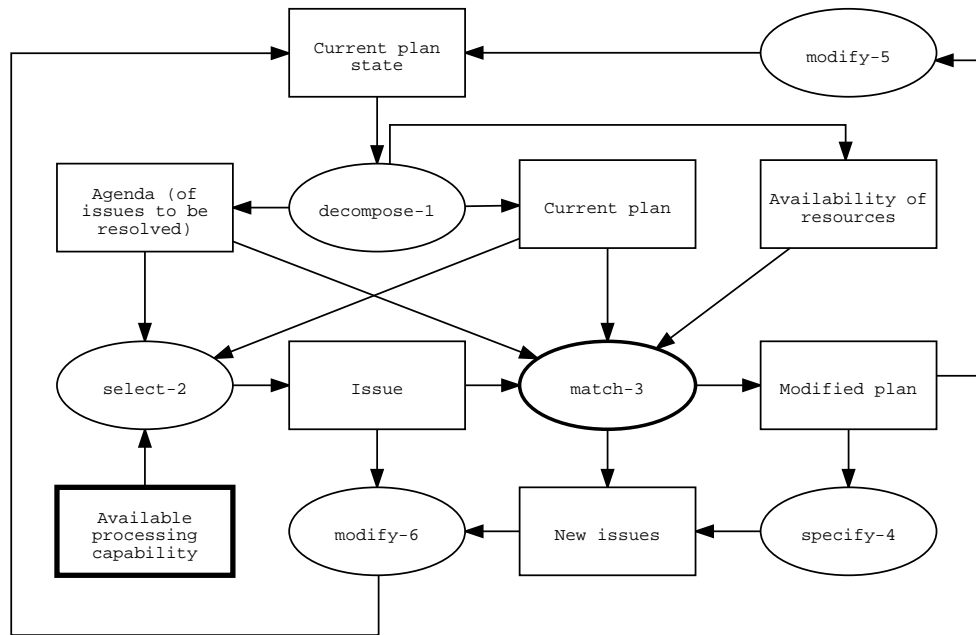 Current plan
state
modify-5
Agenda (of
issues to be
resolved)
decompose-1
Current plan
Availability of
resources
select-2
Issue
match-3
Modified plan
Available
processing
capability
modify-6
New issues
specify-4